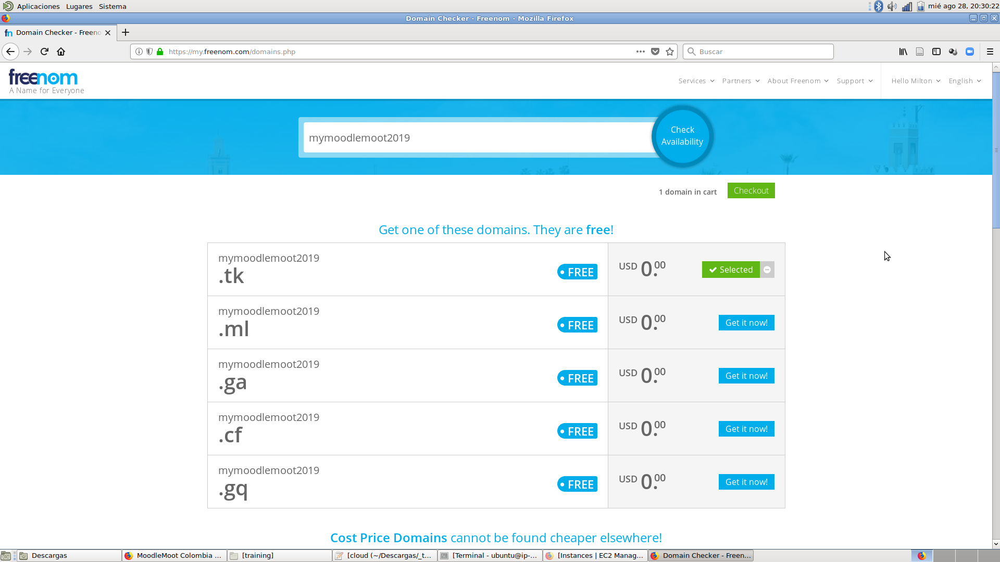 Aplicaciones Lugares Sistema
mié ago 28, 20:30:22
Domain Checker - Freenom - Mozilla Firefox
Domain Checker - Freeno
https://my.freenom.com/domains.php
Buscar
freenom
A Name for Everyone
Services Partners About Freenom Support Hello Milton English
mymoodlemoot2019
Check
Availability
1 domain in cart
Checkout
Get one of these domains. They are free!
mymoodlemoot2019
.tk
FREE
USD 0.00
Selected
mymoodlemoot2019
.ml
FREE
USD 0.00
Get it now!
mymoodlemoot2019
.ga
FREE
USD 0.00
Get it now!
mymoodlemoot2019
.cf
FREE
USD 0.00
Get it now!
mymoodlemoot2019
.gq
FREE
USD 0.00
Get it now!
Cost Price Domains cannot be found cheaper elsewhere!
Descargas
MoodleMoot Colombia ...
[training]
[cloud (~/Descargas/_t...
[Terminal - ubuntu@ip-...
[Instances | EC2 Manag...
Domain Checker - Freen...